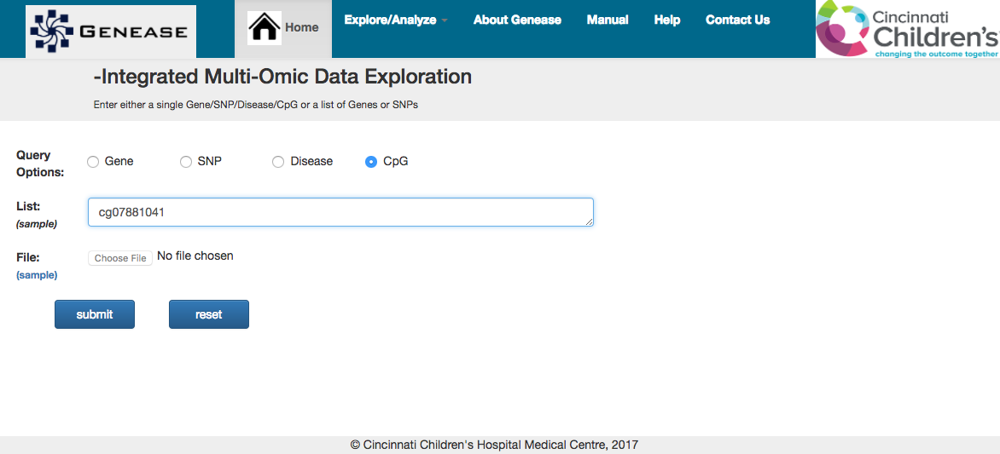 GENEASE
Home
Explore/Analyze
About Genease
Manual
Help
Contact Us
Cincinnati
Children's
changing the outcome together
-Integrated Multi-Omic Data Exploration
Enter either a single Gene/SNP/Disease/CpG or a list of Genes or SNPs
Query
Options:
Gene
SNP
Disease
CpG
List:
(sample)
cg07881041
File:
(sample)
Choose File
No file chosen
submit
reset
© Cincinnati Children's Hospital Medical Centre, 2017